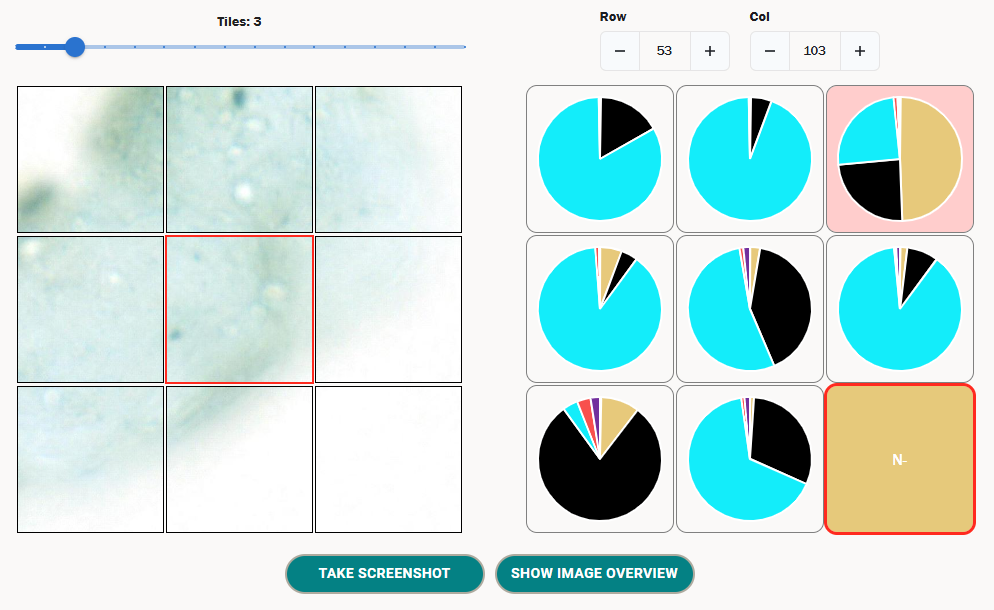 Tiles: 3
Row
Col
− 53 +
− 103 +
N-
TAKE SCREENSHOT
SHOW IMAGE OVERVIEW